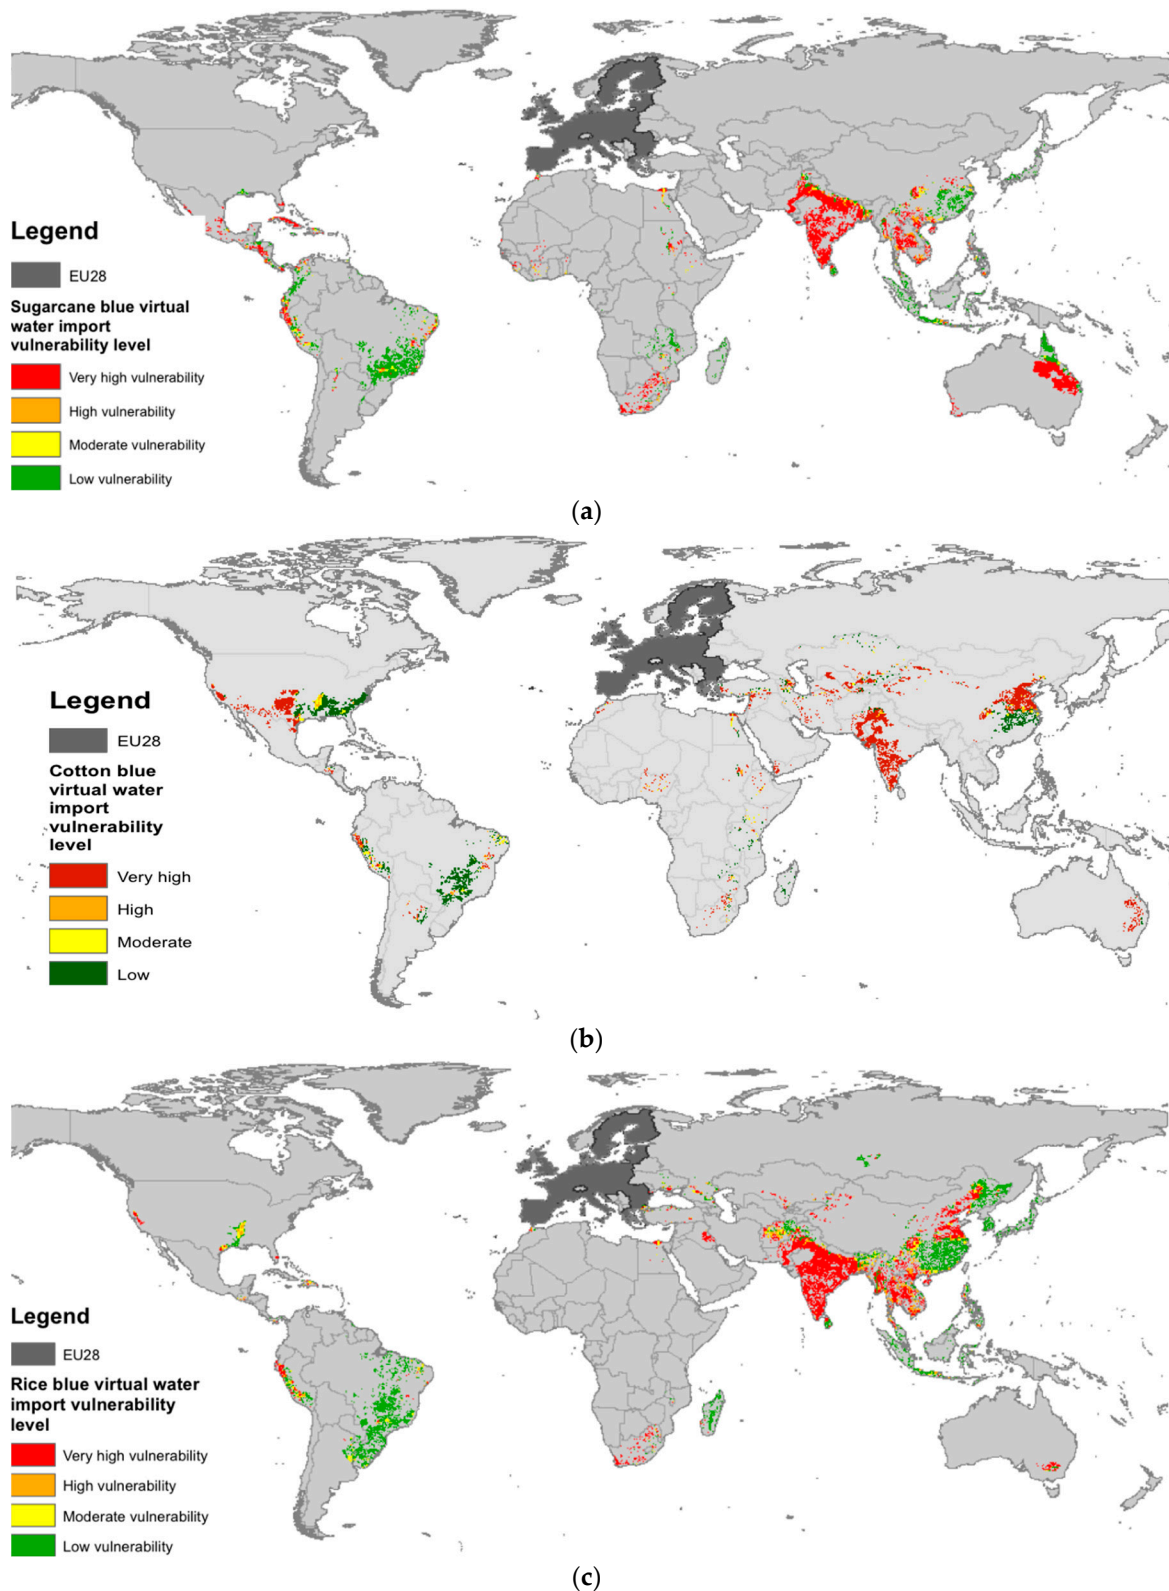 Legend
EU28
Sugarcane blue virtual
water import
vulnerability level
Very high vulnerability
High vulnerability
Moderate vulnerability
Low vulnerability
(a)
Legend
EU28
Cotton blue
virtual water
import
vulnerability
level
Very high
High
Moderate
Low
(b)
Legend
EU28
Rice blue virtual water
import vulnerability
level
Very high vulnerability
High vulnerability
Moderate vulnerability
Low vulnerability
(c)